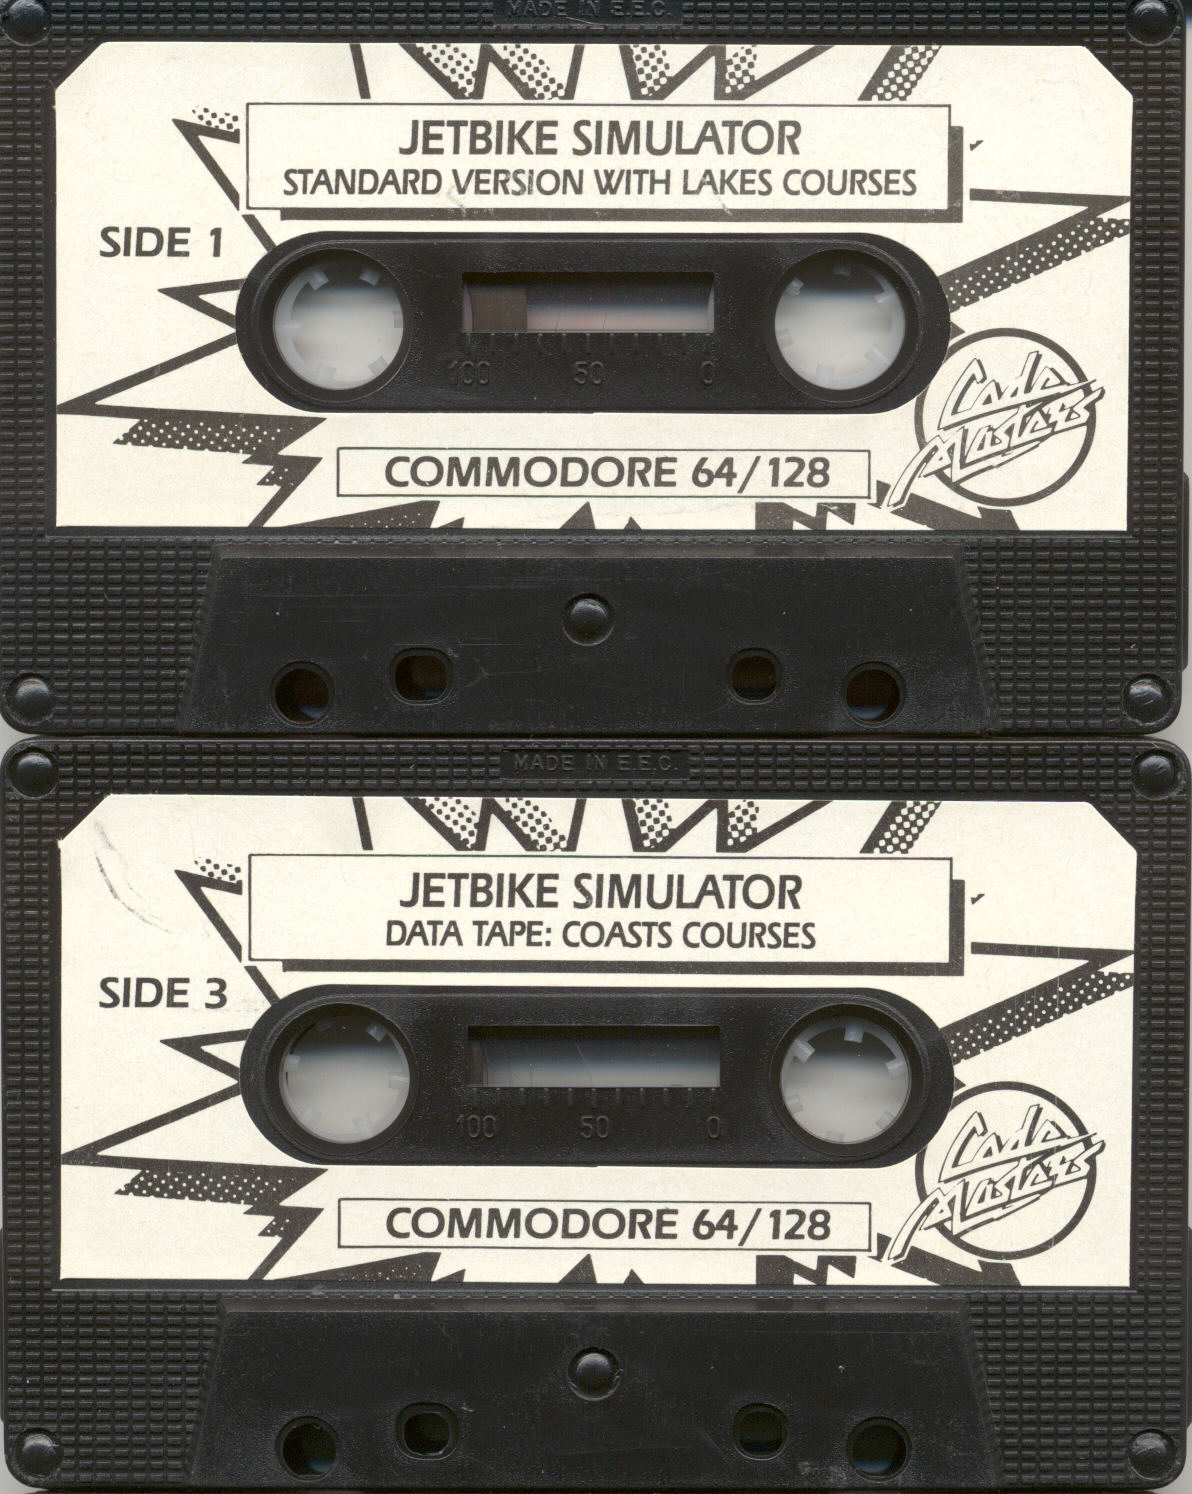 MADE IN E.E.C.
JETBIKE SIMULATOR
STANDARD VERSION WITH LAKES COURSES
SIDE 1
100 50 0
Code
Masters
COMMODORE 64/128
MADE IN E.E.C.
JETBIKE SIMULATOR
DATA TAPE: COASTS COURSES
SIDE 3
100 50 0
Code
Masters
COMMODORE 64/128